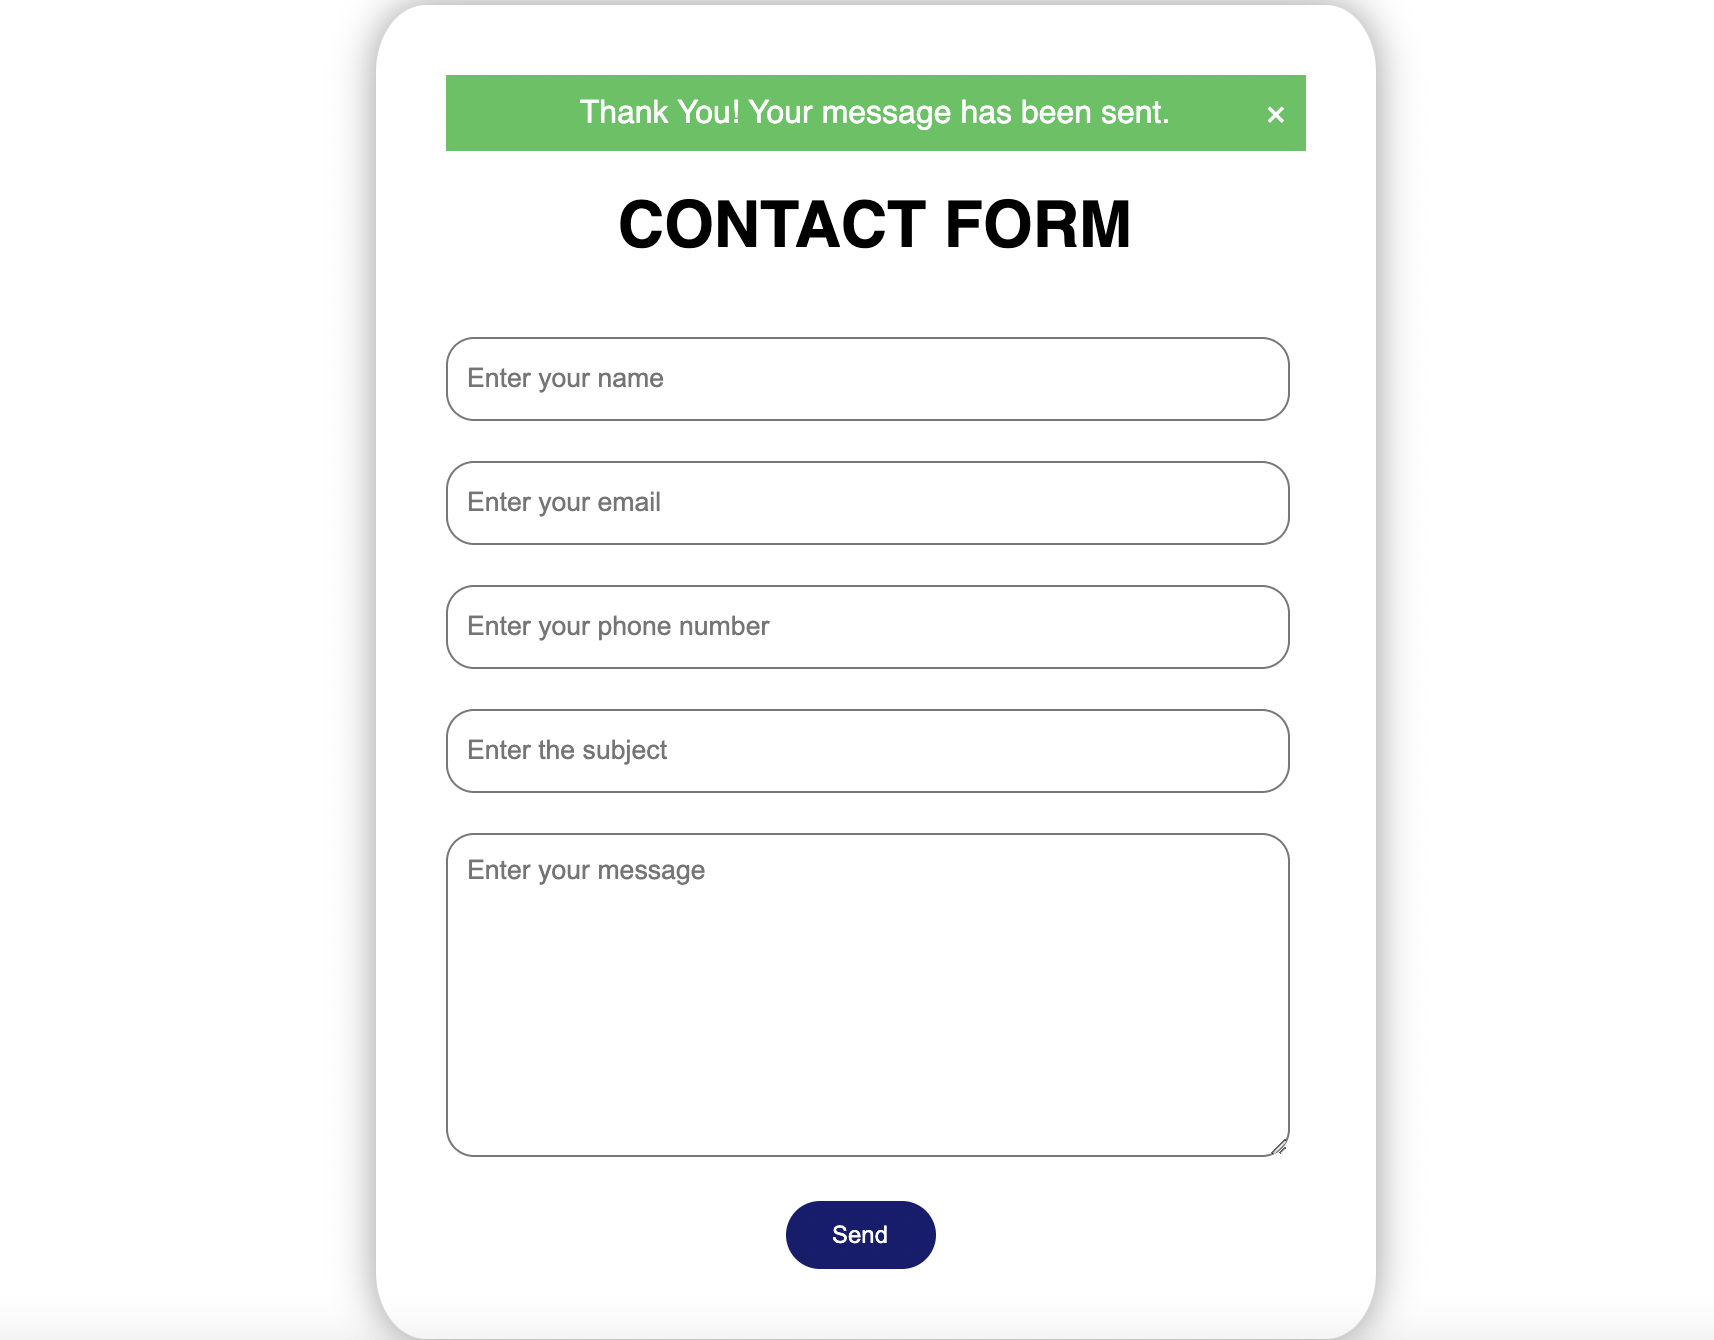 Thank You! Your message has been sent. ×
CONTACT FORM
Enter your name
Enter your email
Enter your phone number
Enter the subject
Enter your message
Send